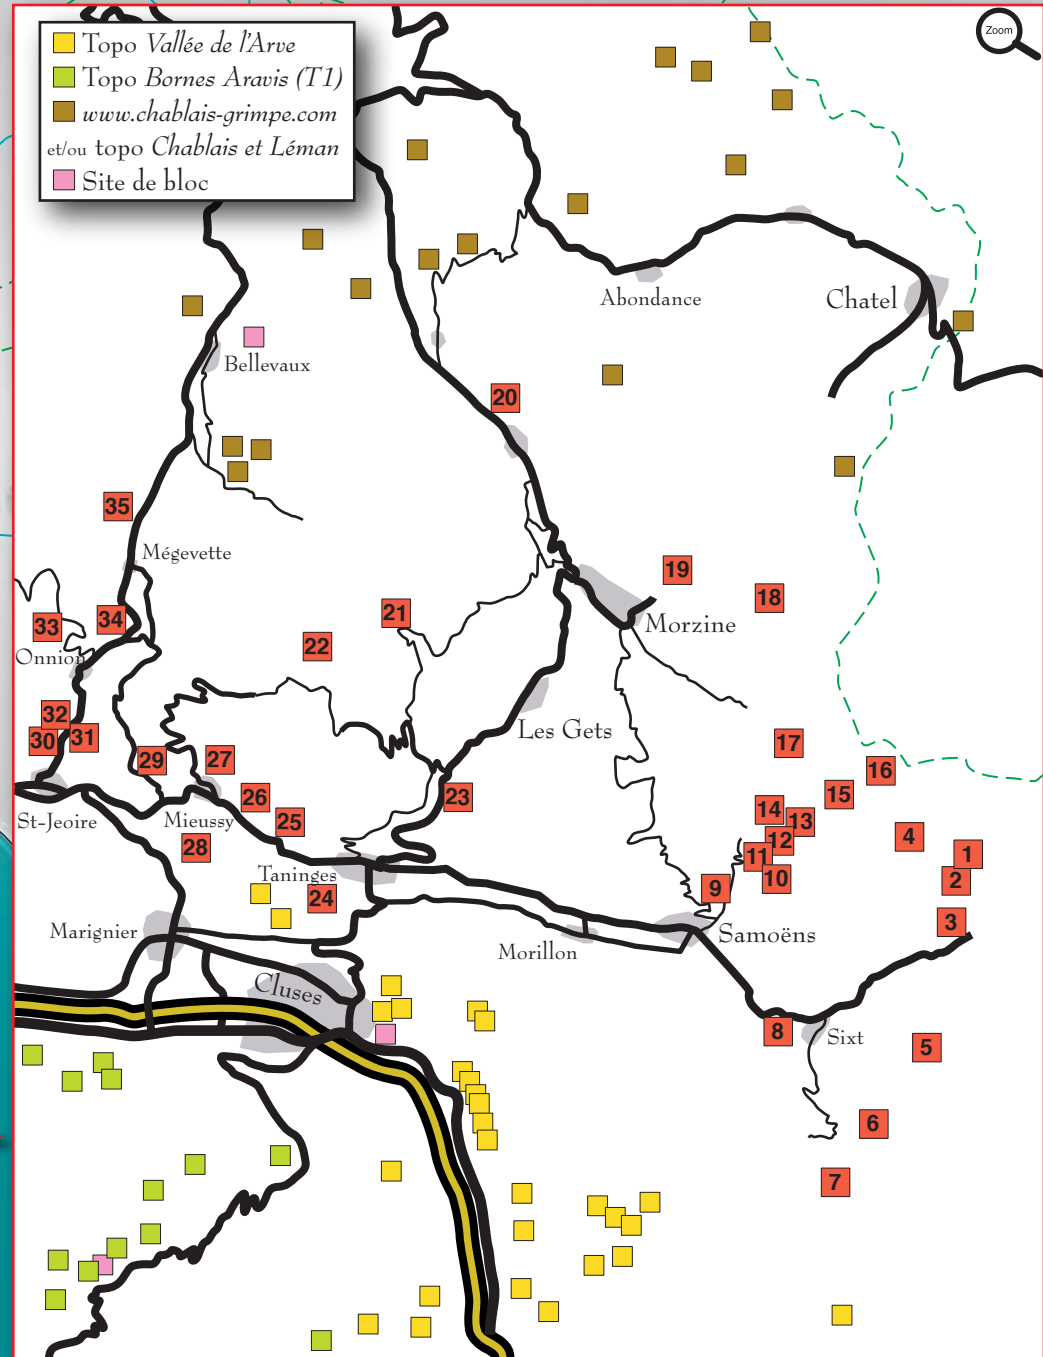 Topo Vallée de l'Arve
Topo Bornes Aravis (T1)
www.chablais-grimpe.com
et/ou topo Chablais et Léman
Site de bloc
Zoom
Abondance
Chatel
Bellevaux
20
35
Mégevette
19
18
21
34
33
22
Morzine
Onnion
32
30
31
Les Gets
17
29
27
16
26
23
15
St-Jeoire
Mieussy
25
14
13
4
28
12
11
1
Taninges
10
2
24
9
3
Marignier
Morillon
Samoëns
Cluses
8
Sixt
5
6
7